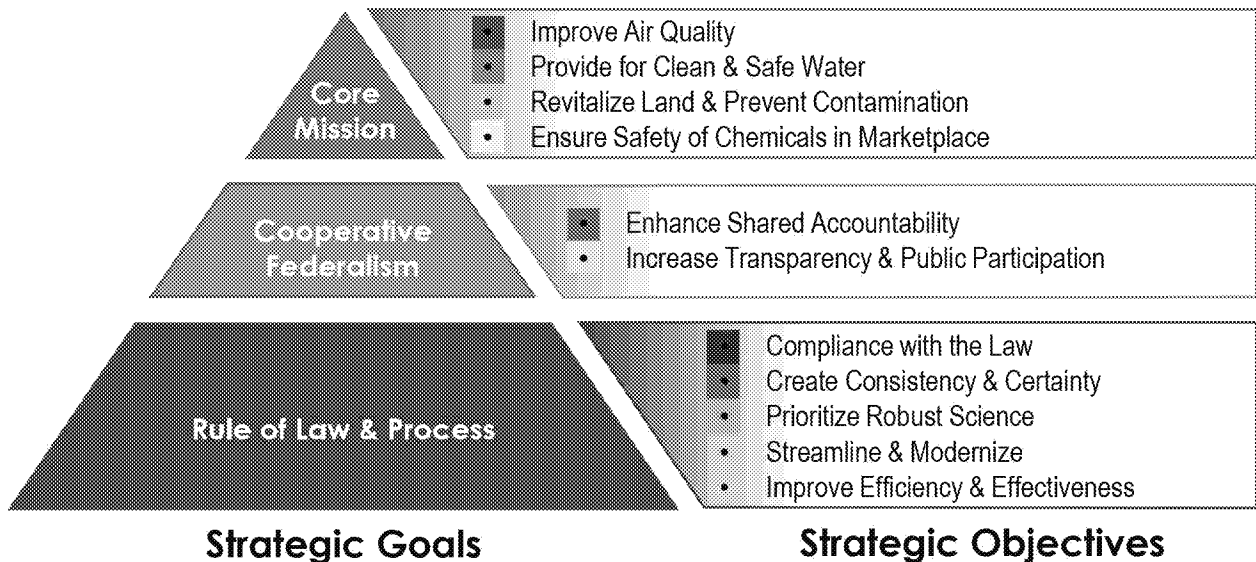 Core
Mission
• Improve Air Quality
• Provide for Clean & Safe Water
• Revitalize Land & Prevent Contamination
• Ensure Safety of Chemicals in Marketplace
Cooperative
Federalism
• Enhance Shared Accountability
• Increase Transparency & Public Participation
Rule of Law & Process
• Compliance with the Law
• Create Consistency & Certainty
• Prioritize Robust Science
• Streamline & Modernize
• Improve Efficiency & Effectiveness
Strategic Goals
Strategic Objectives